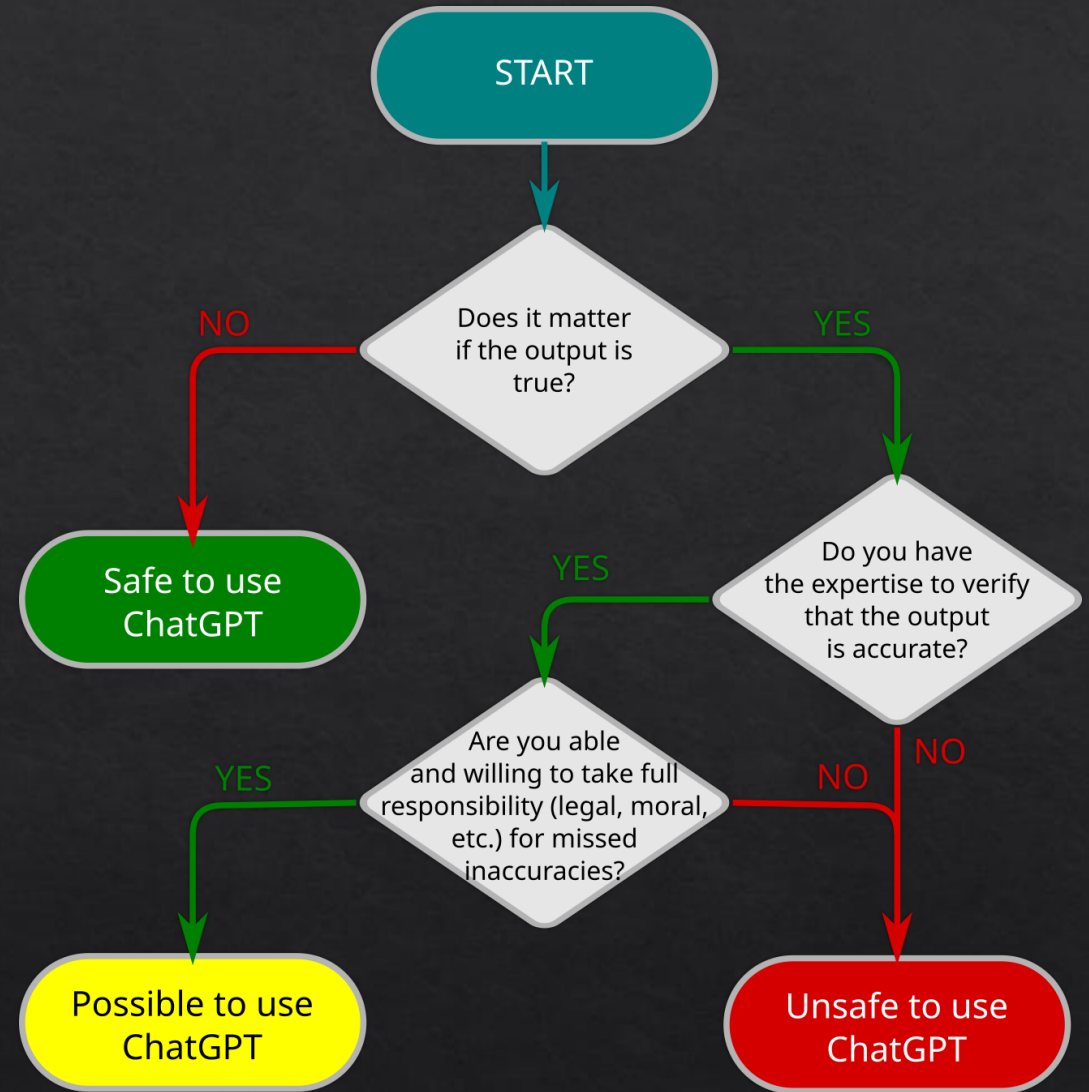 START
Does it matter
if the output is
true?
NO
YES
Safe to use
ChatGPT
Do you have
the expertise to verify
that the output
is accurate?
YES
NO
Are you able
and willing to take full
responsibility (legal, moral,
etc.) for missed
inaccuracies?
YES
NO
Possible to use
ChatGPT
Unsafe to use
ChatGPT